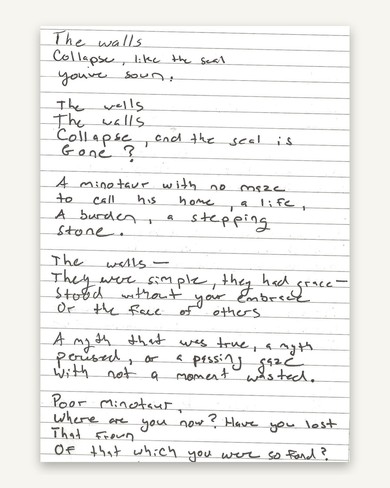 The walls
Collapse, like the seal
youve sown.
The walls
The walls
Collapse, and the seal is
Gone?
A minotaur with no maze
to call his home, a life,
A burden, a stepping
stone.
The walls —
They were simple, they had grace —
Stood without your embrace
Or the face of others
A myth that was true, a myth
perused, or a passing gaze
With not a moment wasted.
Poor minotaur,
Where are you now? Have you lost
That Frown
Of that which you were so fond?